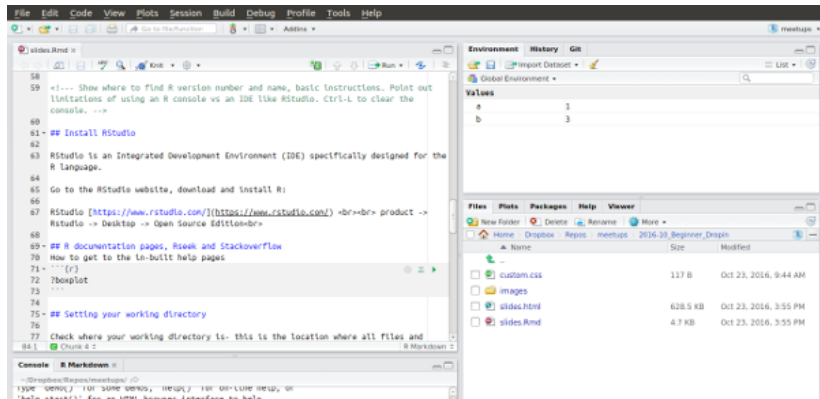 File Edit Code View Plots Session Build Debug Profile Tools Help
Go to file/function Addins meetups
slides.Rmd
Knit Run
58
59 <!--- Show where to find R version number and name, basic instructions. Point out
limitations of using an R console vs an IDE like RStudio. Ctrl-L to clear the
console. -->
60
61 ## Install RStudio
62
63 RStudio is an Integrated Development Environment (IDE) specifically designed for the
R language.
64
65 Go to the RStudio website, download and install R:
66
67 RStudio [https://www.rstudio.com/](https://www.rstudio.com/) <br><br> product ->
Rstudio -> Desktop -> Open Source Edition<br>
68
69 ## R documentation pages, Rseek and Stackoverflow
70 How to get to the in-built help pages
71 ```{r}
72 ?boxplot
73 ```
74
75 ## Setting your working directory
76
77 Check where your working directory is- this is the location where all files and
84:1 Chunk 4 R Markdown
Console R Markdown
~/Dropbox/Repos/meetups/
Type 'demo()' for some demos, 'help()' for on-line help, or
'help.start()' for an HTML browser interface to help.
Environment History Git
Import Dataset List
Global Environment
Values
a 1
b 3
Files Plots Packages Help Viewer
New Folder Delete Rename More
Home Dropbox Repos meetups 2016-10_Beginner_Dropin
Name Size Modified
..
custom.css 117 B Oct 23, 2016, 9:44 AM
images
slides.html 628.5 KB Oct 23, 2016, 3:55 PM
slides.Rmd 4.7 KB Oct 23, 2016, 3:55 PM